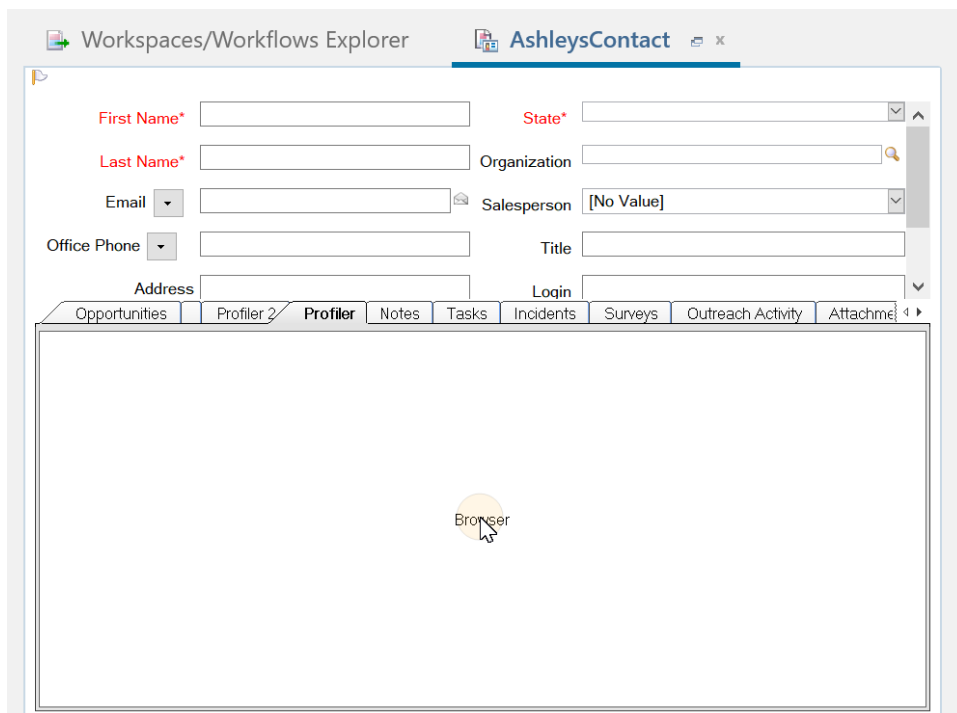 Workspaces/Workflows Explorer
AshleysContact
x
First Name*
State*
Last Name*
Organization
Email
Salesperson
[No Value]
Office Phone
Title
Address
Login
Opportunities
Profiler 2
Profiler
Notes
Tasks
Incidents
Surveys
Outreach Activity
Attachme
Browser